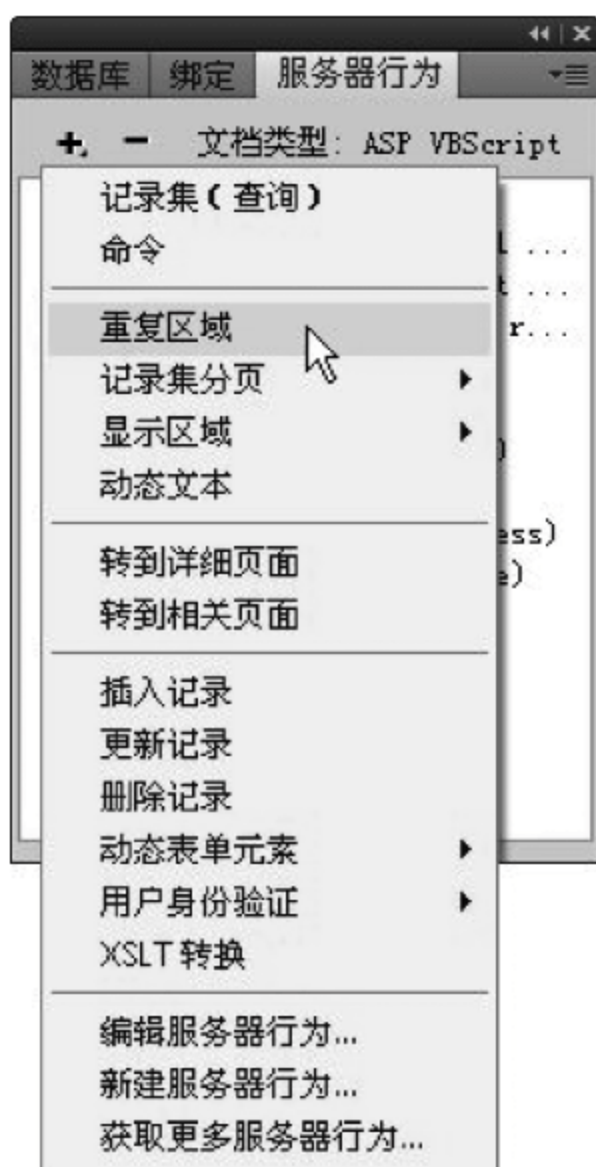 数据库 绑定 服务器行为
文档类型: ASP VBScript
记录集(查询)
命令
重复区域
记录集分页
显示区域
动态文本
转到详细页面
转到相关页面
插入记录
更新记录
删除记录
动态表单元素
用户身份验证
XSLT 转换
编辑服务器行为...
新建服务器行为...
获取更多服务器行为...